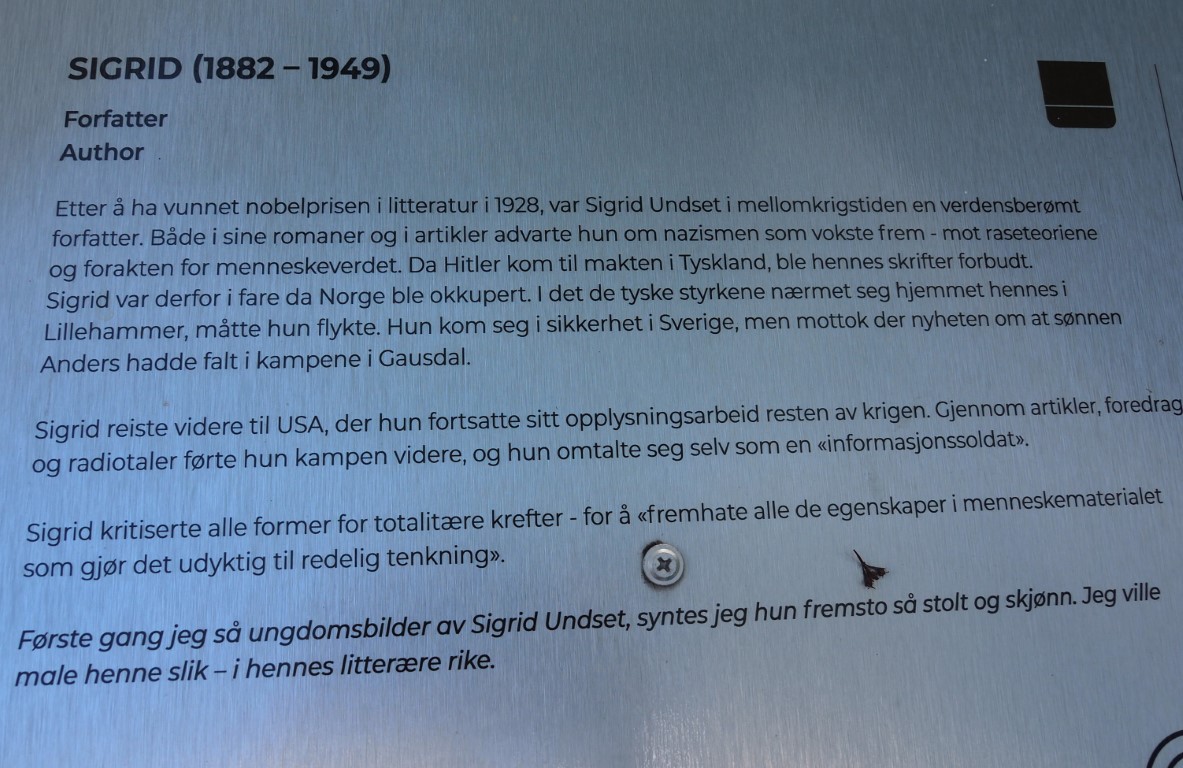 SIGRID (1882 – 1949)
Forfatter
Author
Etter å ha vunnet nobelprisen i litteratur i 1928, var Sigrid Undset i mellomkrigstiden en verdensberømt
forfatter. Både i sine romaner og i artikler advarte hun om nazismen som vokste frem - mot raseteoriene
og forakten for menneskeverdet. Da Hitler kom til makten i Tyskland, ble hennes skrifter forbudt.
Sigrid var derfor i fare da Norge ble okkupert. I det de tyske styrkene nærmet seg hjemmet hennes i
Lillehammer, måtte hun flykte. Hun kom seg i sikkerhet i Sverige, men mottok der nyheten om at sønnen
Anders hadde falt i kampene i Gausdal.
Sigrid reiste videre til USA, der hun fortsatte sitt opplysningsarbeid resten av krigen. Gjennom artikler, foredrag
og radiotaler førte hun kampen videre, og hun omtalte seg selv som en «informasjonssoldat».
Sigrid kritiserte alle former for totalitære krefter - for å «fremhate alle de egenskaper i menneskematerialet
som gjør det udyktig til redelig tenkning».
Første gang jeg så ungdomsbilder av Sigrid Undset, syntes jeg hun fremsto så stolt og skjønn. Jeg ville
male henne slik – i hennes litterære rike.